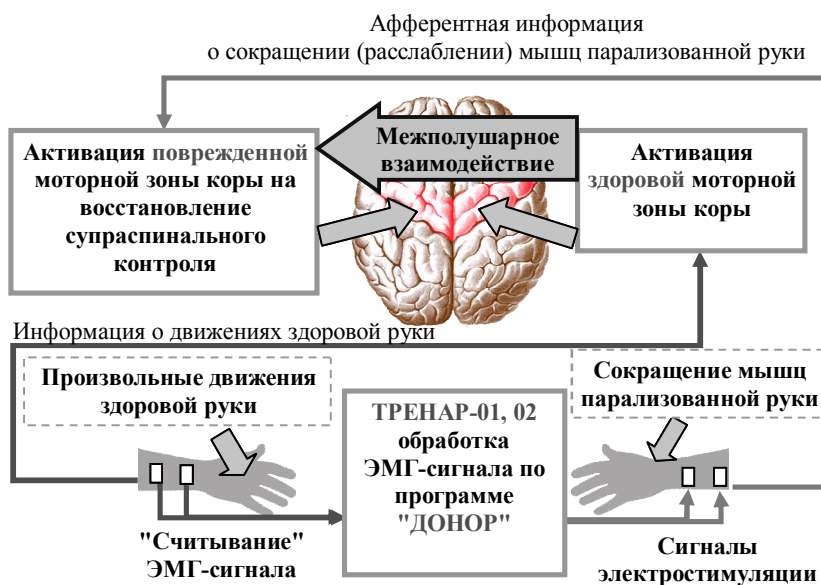 Афферентная информация
о сокращении (расслаблении) мышц парализованной руки
Активация поврежденной
моторной зоны коры на
восстановление
супраспинального
контроля
Межполушарное
взаимодействие
Активация
здоровой моторной
зоны коры
Информация о движениях здоровой руки
Произвольные движения
здоровой руки
ТРЕНАР-01, 02
обработка
ЭМГ-сигнала по
программе
"ДОНОР"
Сокращение мышц
парализованной руки
"Считывание"
ЭМГ-сигнала
Сигналы
электростимуляции